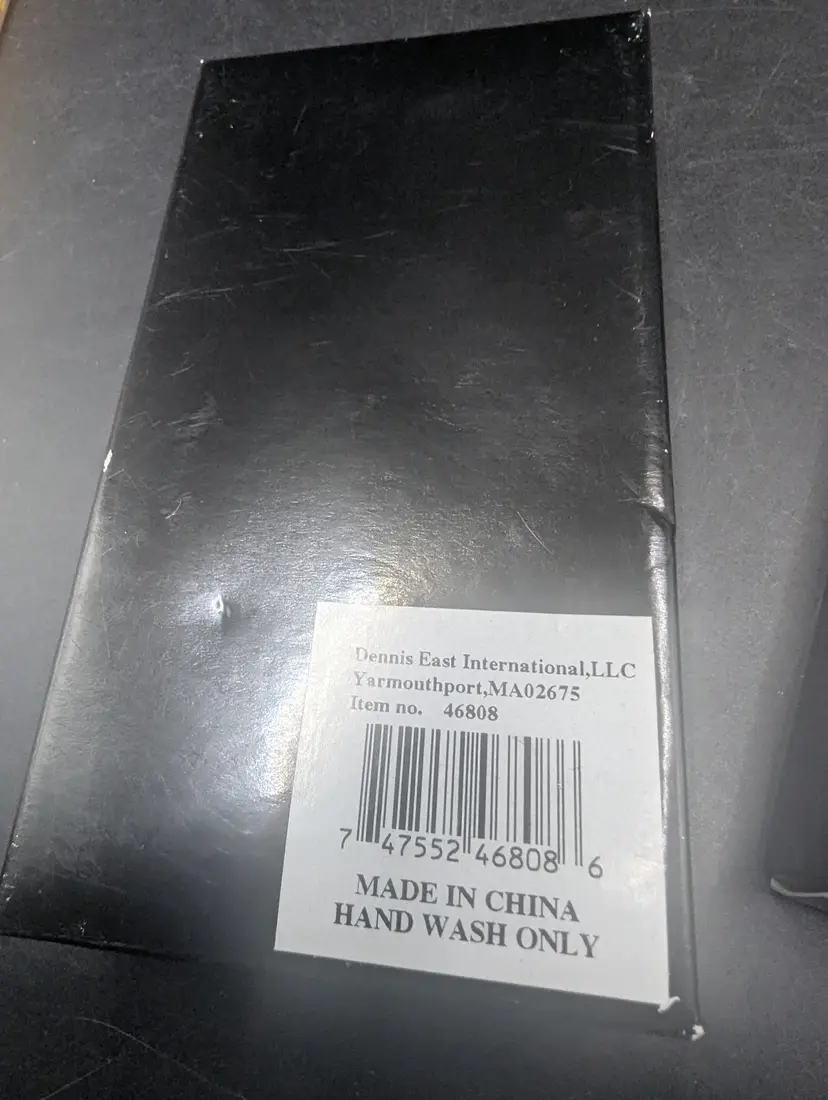 Dennis East International,LLC
Yarmouthport,MA02675
Item no. 46808
7 47552 46808 6
MADE IN CHINA
HAND WASH ONLY